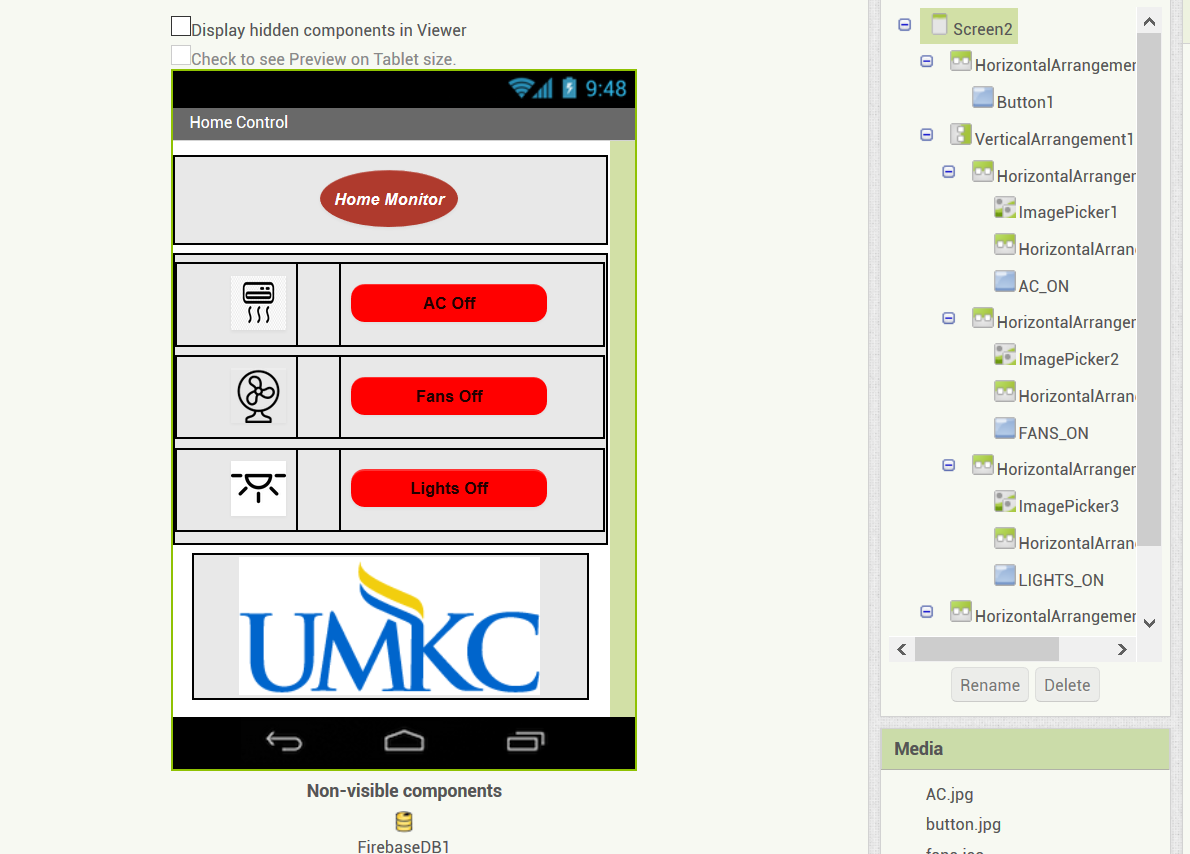 Display hidden components in Viewer
Check to see Preview on Tablet size.
9:48
Home Control
Home Monitor
AC Off
Fans Off
Lights Off
UMKC
Non-visible components
FirebaseDB1
Screen2
HorizontalArrangemer
Button1
VerticalArrangement1
HorizontalArranger
ImagePicker1
HorizontalArran
AC_ON
HorizontalArranger
ImagePicker2
HorizontalArran
FANS_ON
HorizontalArranger
ImagePicker3
HorizontalArran
LIGHTS_ON
HorizontalArrangemer
Rename
Delete
Media
AC.jpg
button.jpg